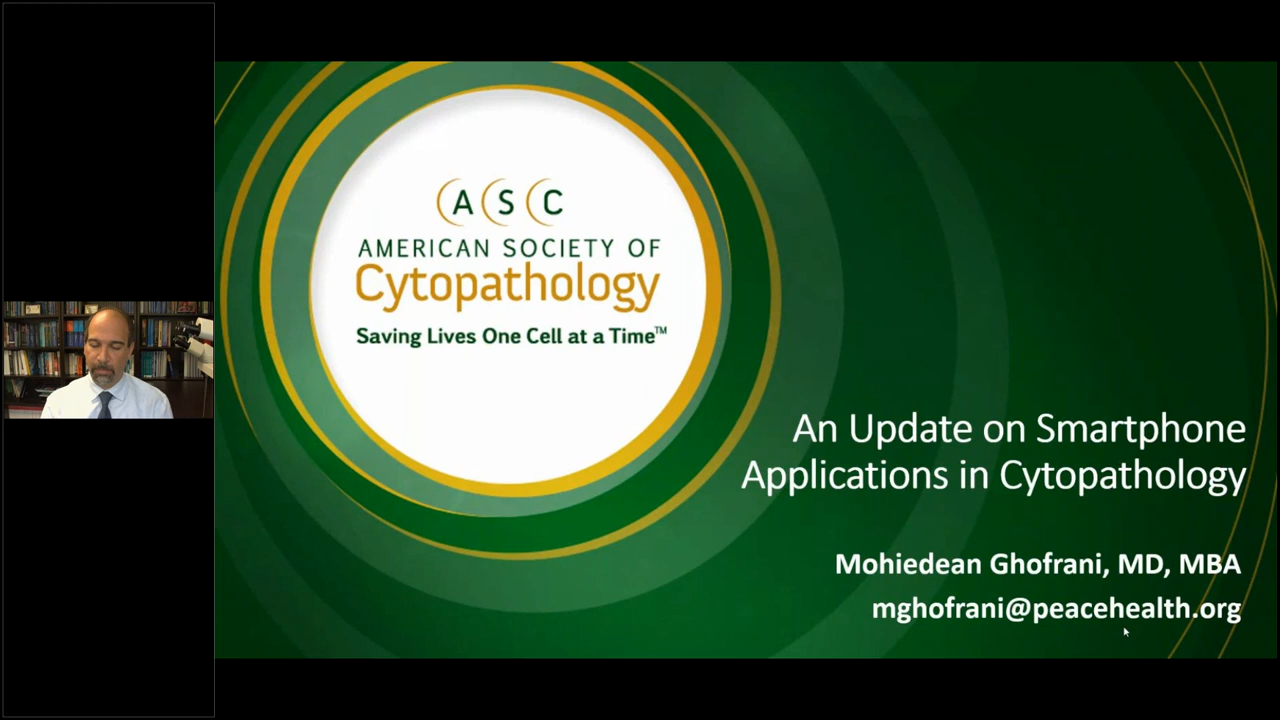 A S C
AMERICAN SOCIETY OF
Cytopathology
Saving Lives One Cell at a Time™
An Update on Smartphone
Applications in Cytopathology
Mohiedean Ghofrani, MD, MBA
mghofrani@peacehealth.org